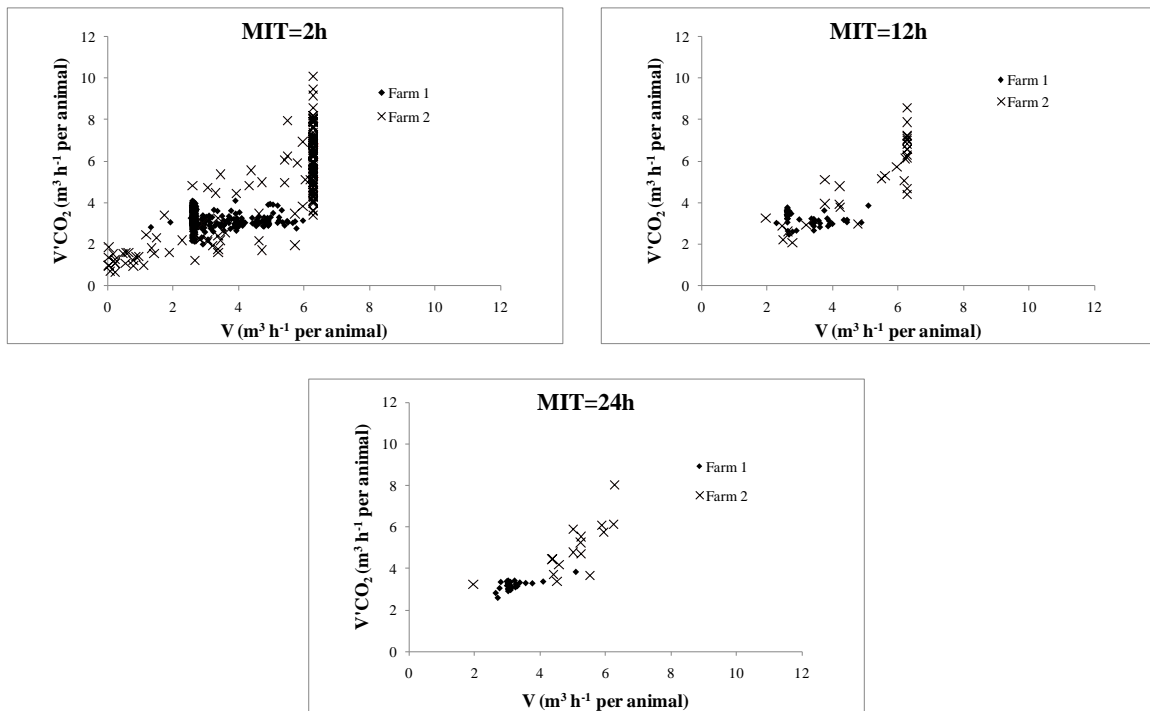 MIT=2h
12
10
8
6
4
2
0
V'CO₂ (m³ h⁻¹ per animal)
Farm 1
Farm 2
0 2 4 6 8 10 12
V (m³ h⁻¹ per animal)
MIT=12h
12
10
8
6
4
2
0
V'CO₂ (m³ h⁻¹ per animal)
Farm 1
Farm 2
0 2 4 6 8 10 12
V (m³ h⁻¹ per animal)
MIT=24h
12
10
8
6
4
2
0
V'CO₂ (m³ h⁻¹ per animal)
Farm 1
Farm 2
0 2 4 6 8 10 12
V (m³ h⁻¹ per animal)